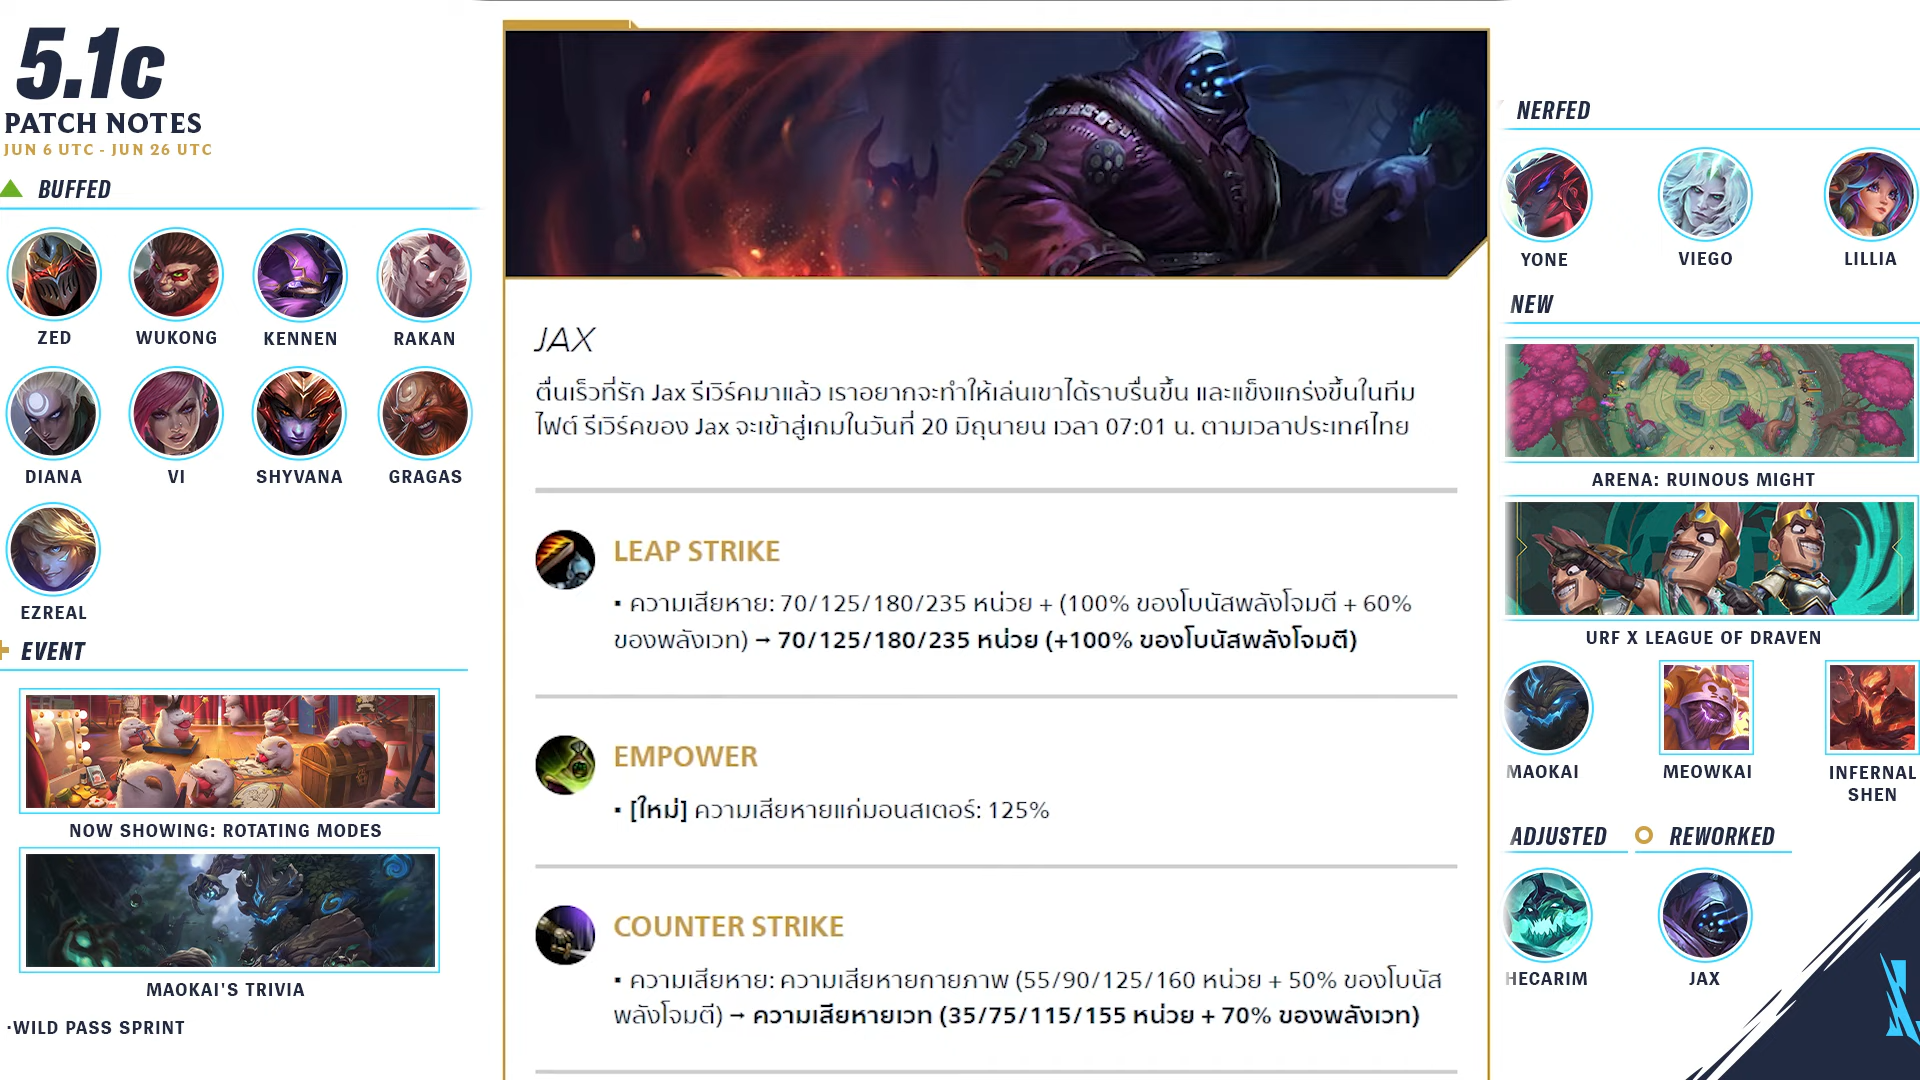 5.1c
PATCH NOTES
JUN 6 UTC - JUN 26 UTC
BUFFED
ZED WUKONG KENNEN RAKAN
DIANA VI SHYVANA GRAGAS
EZREAL
EVENT
NOW SHOWING: ROTATING MODES
MAOKAI'S TRIVIA
·WILD PASS SPRINT
JAX
ตื่นเร็วที่รัก Jax รีเวิร์คมาแล้ว เราอยากจะทำให้เล่นเขาได้ราบรื่นขึ้น และแข็งแกร่งขึ้นในทีม
ไฟต์ รีเวิร์คของ Jax จะเข้าสู่เกมในวันที่ 20 มิถุนายน เวลา 07:01 น. ตามเวลาประเทศไทย
LEAP STRIKE
• ความเสียหาย: 70/125/180/235 หน่วย + (100% ของโบนัสพลังโจมตี + 60%
ของพลังเวท) → 70/125/180/235 หน่วย (+100% ของโบนัสพลังโจมตี)
EMPOWER
• [ใหม่] ความเสียหายแก่มอนสเตอร์: 125%
COUNTER STRIKE
• ความเสียหาย: ความเสียหายกายภาพ (55/90/125/160 หน่วย + 50% ของโบนัส
พลังโจมตี) → ความเสียหายเวท (35/75/115/155 หน่วย + 70% ของพลังเวท)
NERFED
YONE VIEGO LILLIA
NEW
ARENA: RUINOUS MIGHT
URF X LEAGUE OF DRAVEN
MAOKAI MEOWKAI INFERNAL
SHEN
ADJUSTED REWORKED
HECARIM JAX